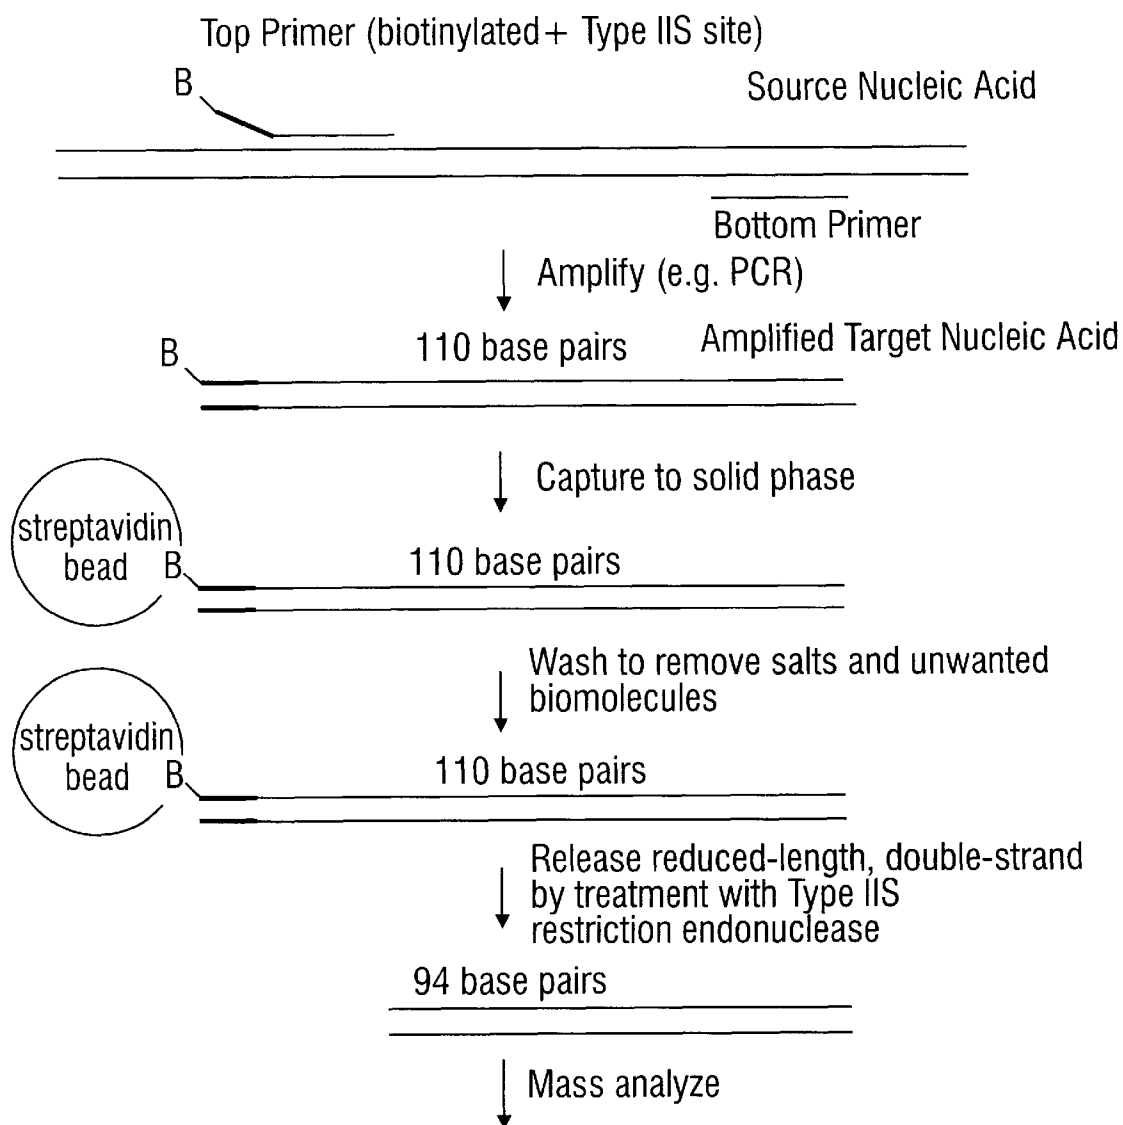 Top Primer (biotinylated+ Type IIS site)
B
Source Nucleic Acid
Bottom Primer
Amplify (e.g. PCR)
B
110 base pairs
Amplified Target Nucleic Acid
Capture to solid phase
streptavidin
bead
B
110 base pairs
Wash to remove salts and unwanted
biomolecules
streptavidin
bead
B
110 base pairs
Release reduced-length, double-strand
by treatment with Type IIS
restriction endonuclease
94 base pairs
Mass analyze